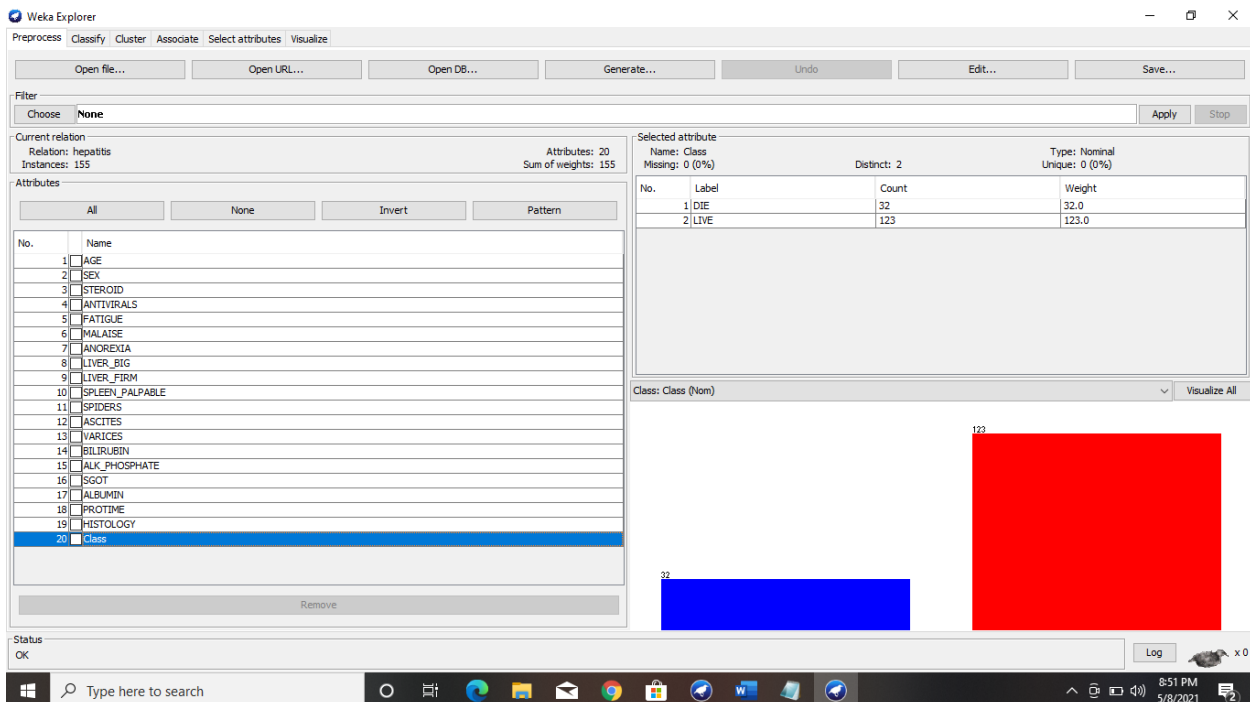 Weka Explorer
Preprocess Classify Cluster Associate Select attributes Visualize
Open file... Open URL... Open DB... Generate... Undo Edit... Save...
Filter
Choose None Apply Stop
Current relation
Relation: hepatitis Attributes: 20
Instances: 155 Sum of weights: 155
Attributes
All None Invert Pattern
No. Name
1 AGE
2 SEX
3 STEROID
4 ANTIVIRALS
5 FATIGUE
6 MALAISE
7 ANOREXIA
8 LIVER_BIG
9 LIVER_FIRM
10 SPLEEN_PALPABLE
11 SPIDERS
12 ASCITES
13 VARICES
14 BILIRUBIN
15 ALK_PHOSPHATE
16 SGOT
17 ALBUMIN
18 PROTIME
19 HISTOLOGY
20 Class
Remove
Selected attribute
Name: Class Type: Nominal
Missing: 0 (0%) Distinct: 2 Unique: 0 (0%)
No. Label Count Weight
1 DIE 32 32.0
2 LIVE 123 123.0
Class: Class (Nom) Visualize All
123
32
Status
OK
Log x 0
Type here to search
8:51 PM
5/8/2021
2